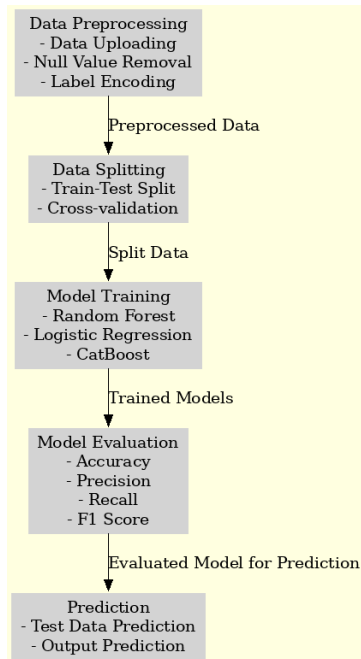 Data Preprocessing
- Data Uploading
- Null Value Removal
- Label Encoding
Preprocessed Data
Data Splitting
- Train-Test Split
- Cross-validation
Split Data
Model Training
- Random Forest
- Logistic Regression
- CatBoost
Trained Models
Model Evaluation
- Accuracy
- Precision
- Recall
- F1 Score
Evaluated Model for Prediction
Prediction
- Test Data Prediction
- Output Prediction